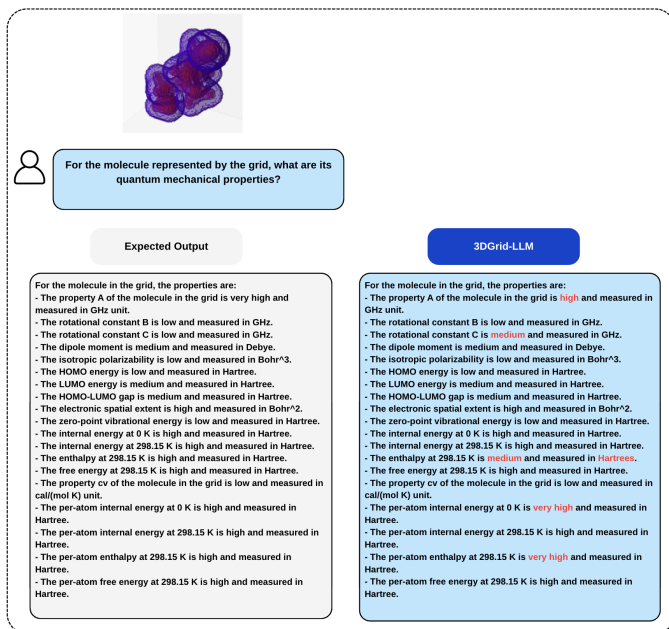 For the molecule represented by the grid, what are its
quantum mechanical properties?
Expected Output
For the molecule in the grid, the properties are:
- The property A of the molecule in the grid is very high and
measured in GHz unit.
- The rotational constant B is low and measured in GHz.
- The rotational constant C is low and measured in GHz.
- The dipole moment is medium and measured in Debye.
- The isotropic polarizability is low and measured in Bohr^3.
- The HOMO energy is low and measured in Hartree.
- The LUMO energy is medium and measured in Hartree.
- The HOMO-LUMO gap is medium and measured in Hartree.
- The electronic spatial extent is high and measured in Bohr^2.
- The zero-point vibrational energy is low and measured in Hartree.
- The internal energy at 0 K is high and measured in Hartree.
- The internal energy at 298.15 K is high and measured in Hartree.
- The enthalpy at 298.15 K is high and measured in Hartree.
- The free energy at 298.15 K is high and measured in Hartree.
- The property cv of the molecule in the grid is low and measured in
cal/(mol K) unit.
- The per-atom internal energy at 0 K is high and measured in
Hartree.
- The per-atom internal energy at 298.15 K is high and measured in
Hartree.
- The per-atom enthalpy at 298.15 K is high and measured in
Hartree.
- The per-atom free energy at 298.15 K is high and measured in
Hartree.
3DGrid-LLM
For the molecule in the grid, the properties are:
- The property A of the molecule in the grid is high and measured in
GHz unit.
- The rotational constant B is low and measured in GHz.
- The rotational constant C is medium and measured in GHz.
- The dipole moment is medium and measured in Debye.
- The isotropic polarizability is low and measured in Bohr^3.
- The HOMO energy is low and measured in Hartree.
- The LUMO energy is medium and measured in Hartree.
- The HOMO-LUMO gap is medium and measured in Hartree.
- The electronic spatial extent is high and measured in Bohr^2.
- The zero-point vibrational energy is low and measured in Hartree.
- The internal energy at 0 K is high and measured in Hartree.
- The internal energy at 298.15 K is high and measured in Hartree.
- The enthalpy at 298.15 K is medium and measured in Hartrees.
- The free energy at 298.15 K is high and measured in Hartree.
- The property cv of the molecule in the grid is low and measured in
cal/(mol K) unit.
- The per-atom internal energy at 0 K is very high and measured in
Hartree.
- The per-atom internal energy at 298.15 K is high and measured in
Hartree.
- The per-atom enthalpy at 298.15 K is very high and measured in
Hartree.
- The per-atom free energy at 298.15 K is high and measured in
Hartree.